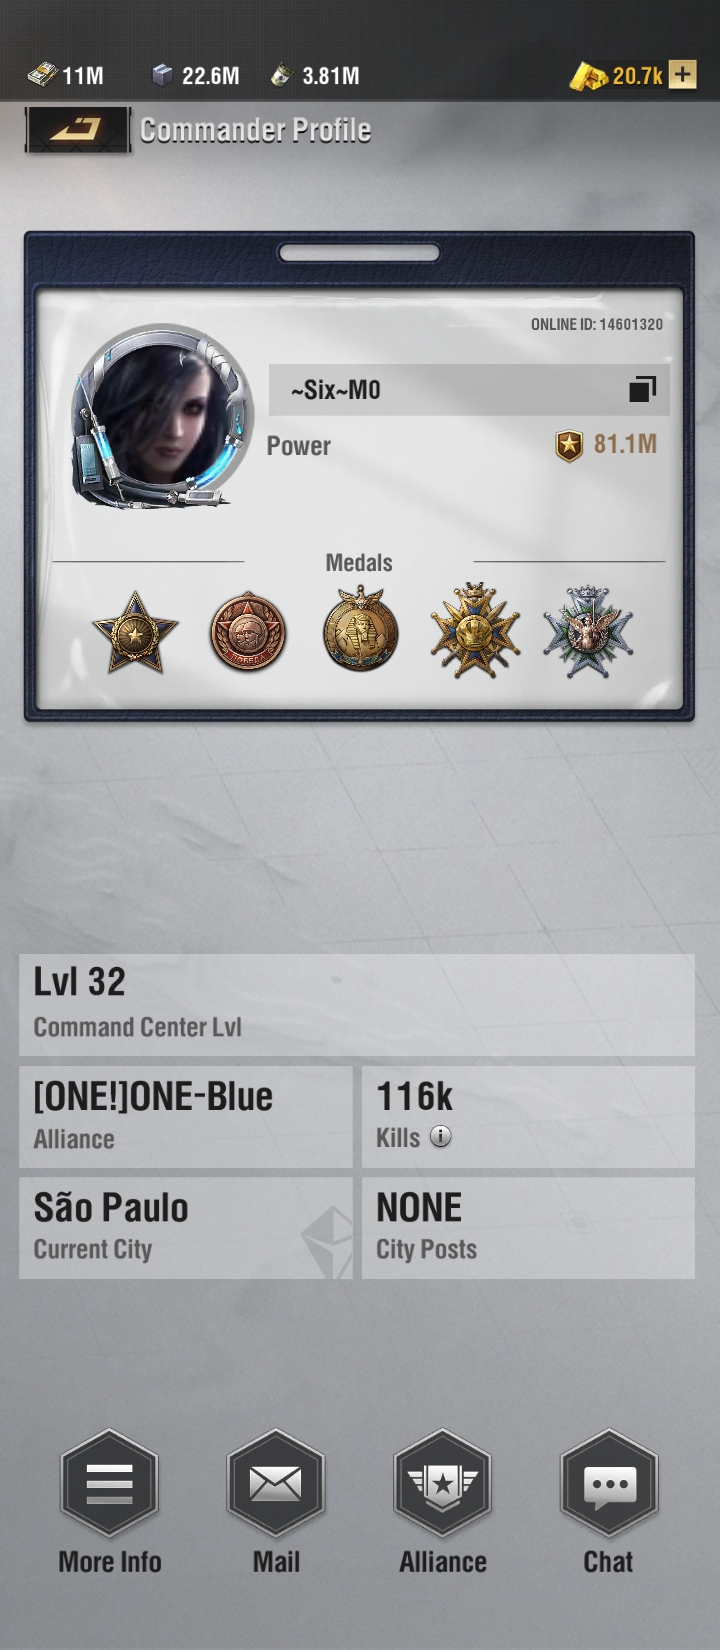 11M 22.6M 3.81M 20.7k +
Commander Profile
ONLINE ID: 14601320
~Six~M0
Power 81.1M
Medals
ПОБЕДА
Lvl 32
Command Center Lvl
[ONE!]ONE-Blue
Alliance
116k
Kills i
São Paulo
Current City
NONE
City Posts
More Info Mail Alliance Chat